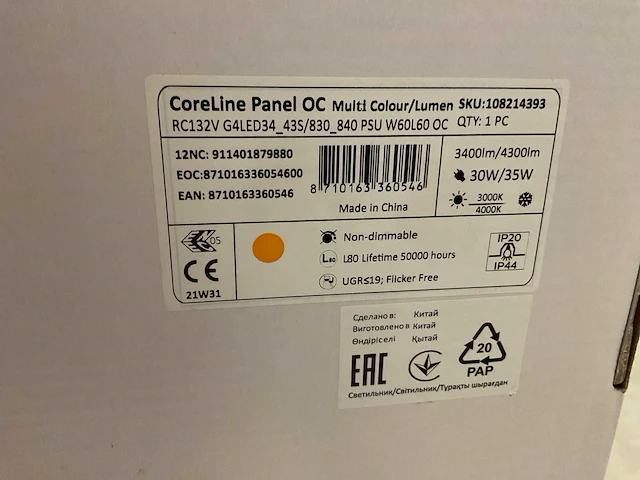 CoreLine Panel OC Multi Colour/Lumen SKU:108214393
RC132V G4LED34_43S/830_840 PSU W60L60 OC QTY: 1 PC
12NC: 911401879880
EOC:871016336054600
EAN: 8710163360546
8 710163 360546
Made in China
3400lm/4300lm
30W/35W
3000K
4000K
K 05
CE
21W31
Non-dimmable
L80 L80 Lifetime 50000 hours
UGR≤19; Flicker Free
IP20
IP44
Сделано в: Китай
Виготовлено в Китай
Өндіріселі Қытай
EAC
20
PAP
Светильник/Світильник/Тұрақты шырағдан